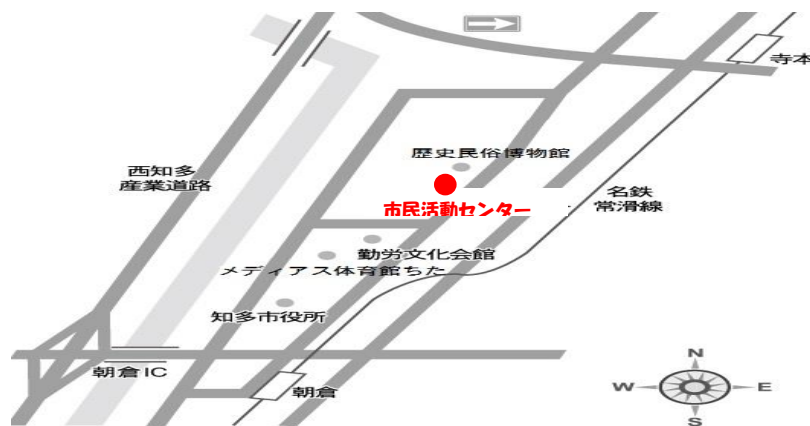 寺本
歴史民俗博物館
西知多
産業道路
市民活動センター
名鉄
常滑線
勤労文化会館
メディアス体育館ちた
知多市役所
朝倉IC
朝倉
N
W
E
S